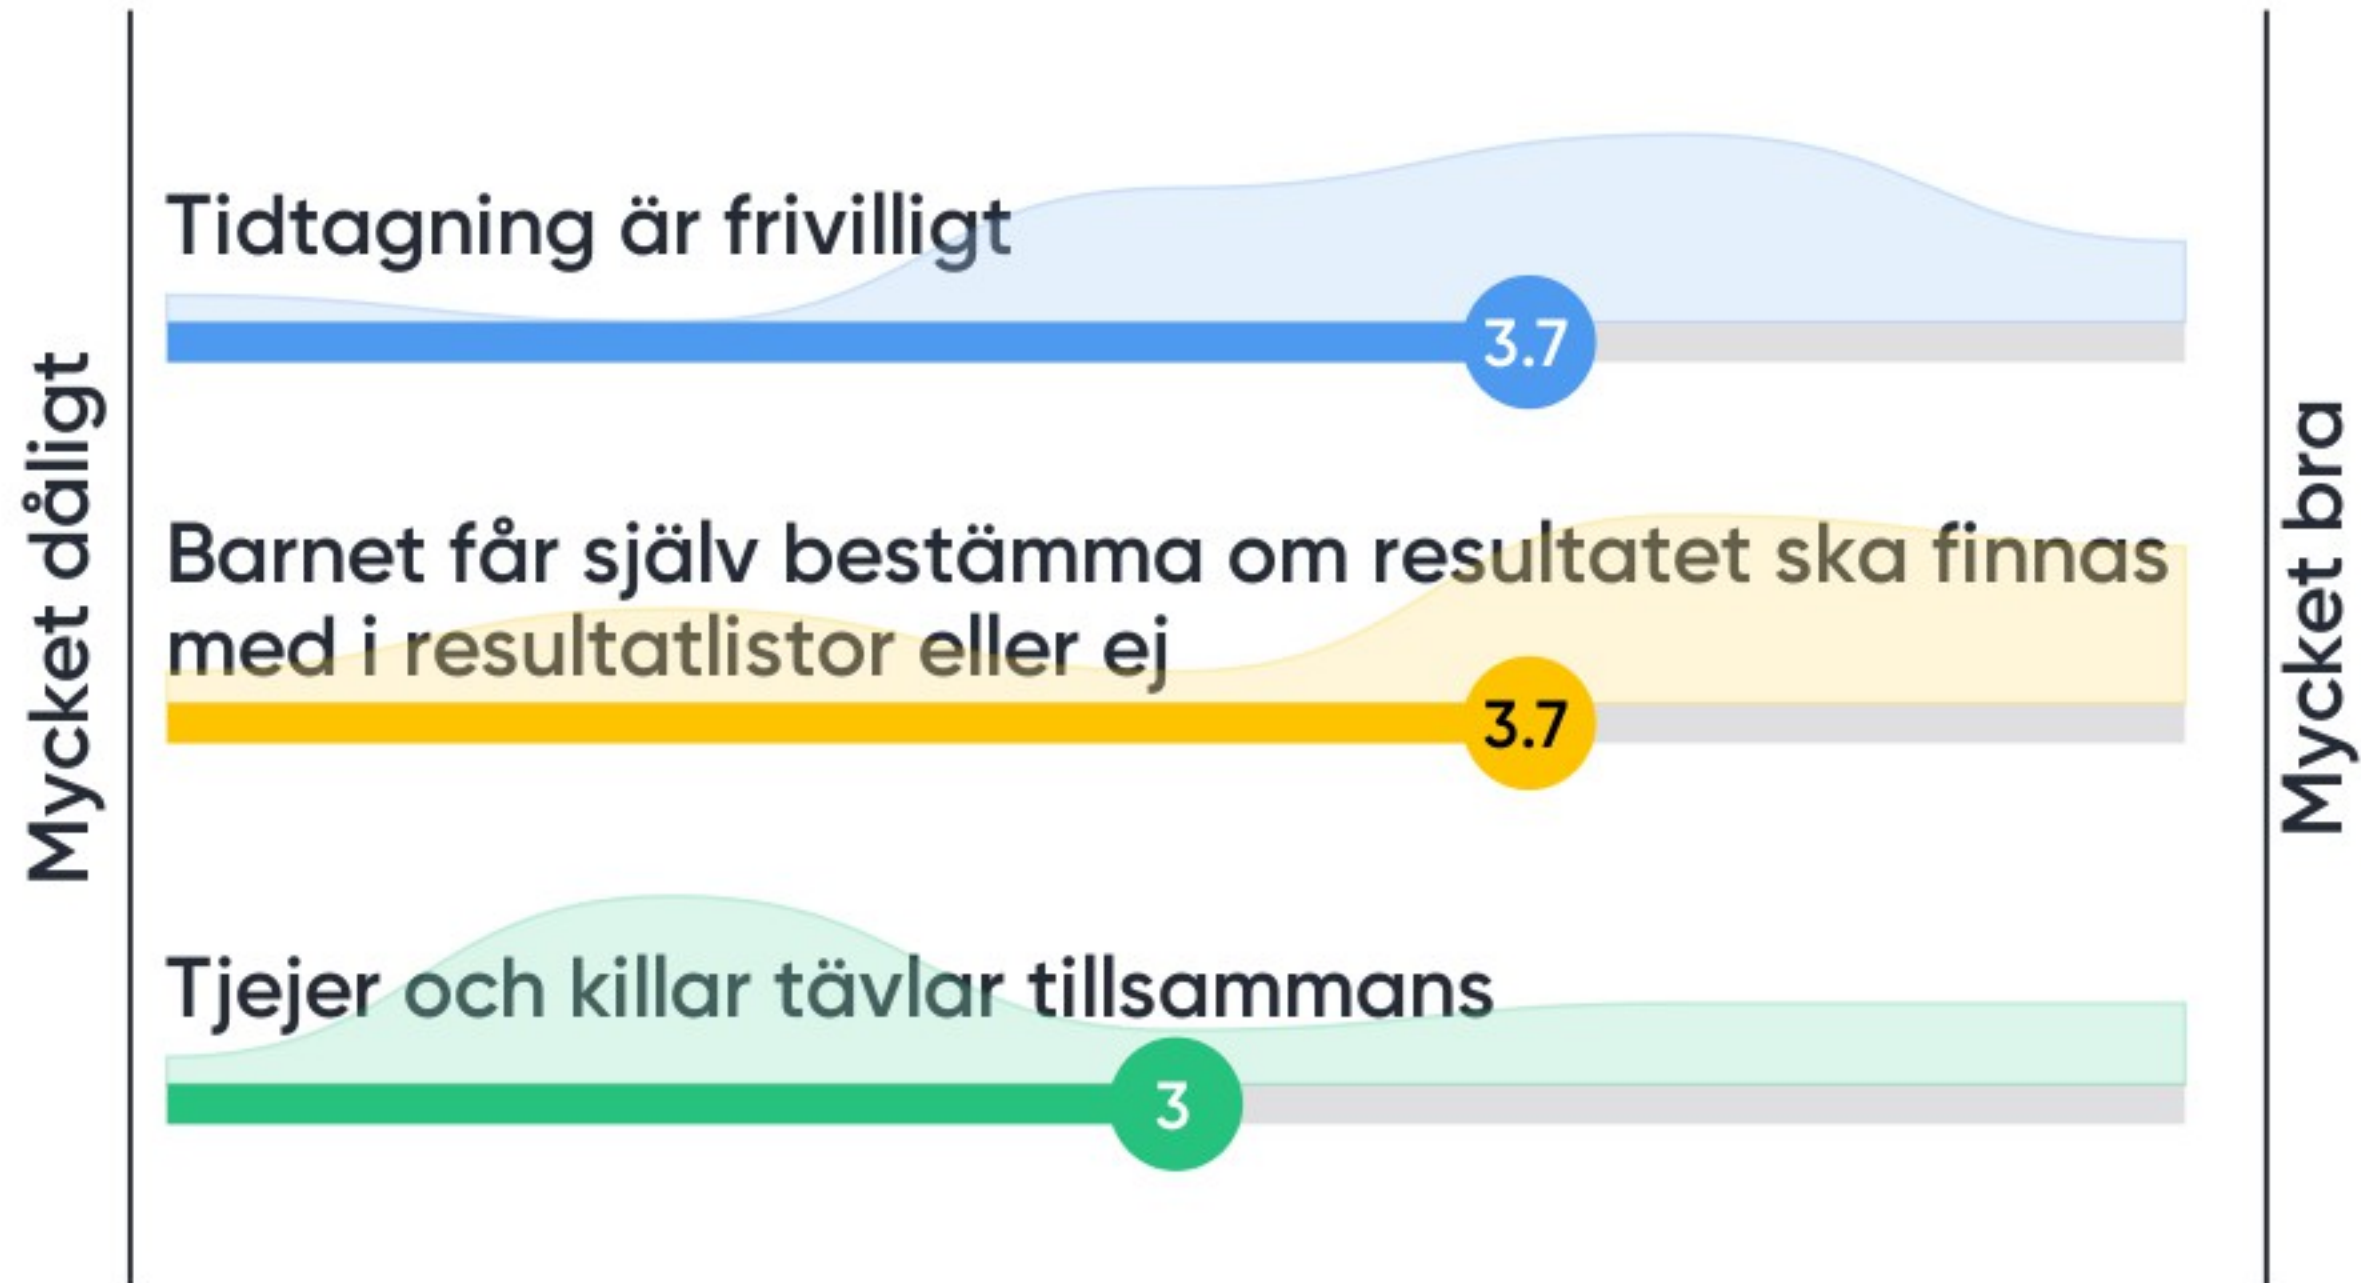 Mycket dåligt
Tidtagning är frivilligt
3.7
Barnet får själv bestämma om resultatet ska finnas
med i resultatlistor eller ej
3.7
Tjejer och killar tävlar tillsammans
3
Mycket bra